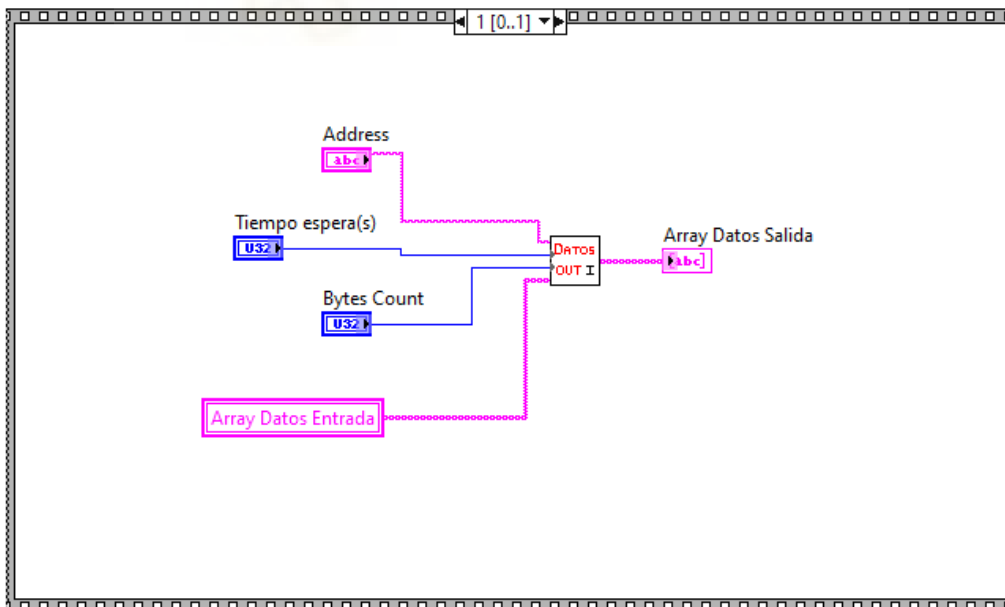 1 [0..1]
Address
abc
Tiempo espera(s)
U32
Array Datos Salida
DATOS
OUT I
abc]
Bytes Count
U32
Array Datos Entrada